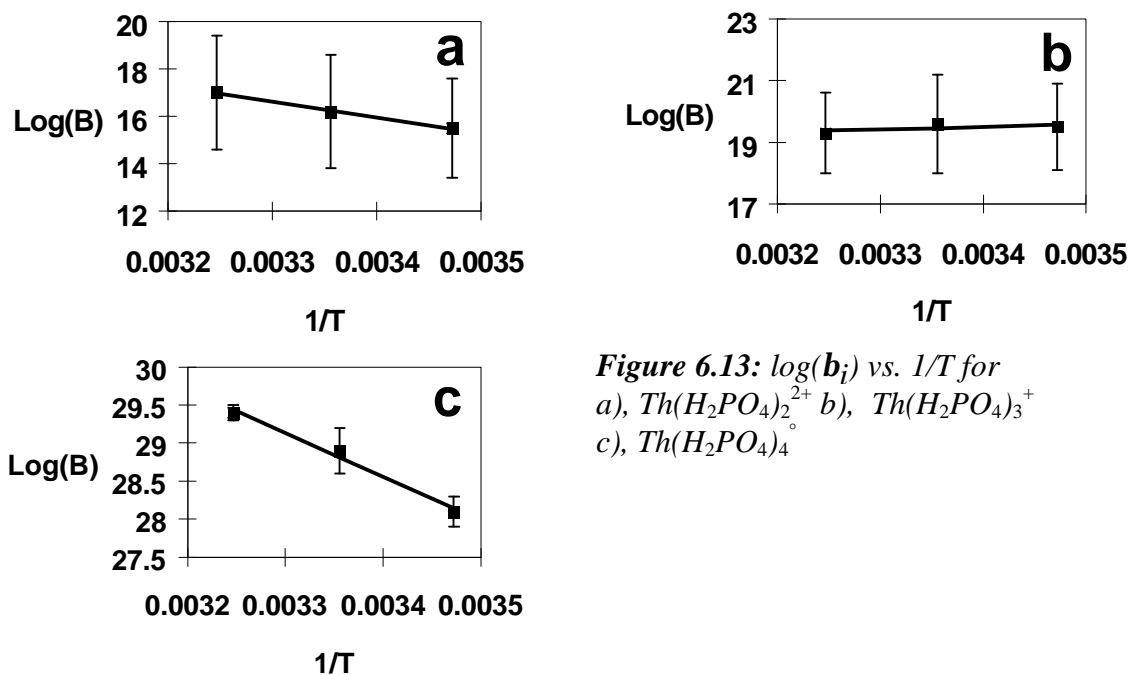 20
18
16
14
12
Log(B)
a
0.0032 0.0033 0.0034 0.0035
1/T
23
21
19
17
Log(B)
b
0.0032 0.0033 0.0034 0.0035
1/T
30
29.5
29
28.5
28
27.5
Log(B)
c
0.0032 0.0033 0.0034 0.0035
1/T
Figure 6.13: log(bi) vs. 1/T for
a), Th(H2PO4)2^2+ b), Th(H2PO4)3^+
c), Th(H2PO4)4°